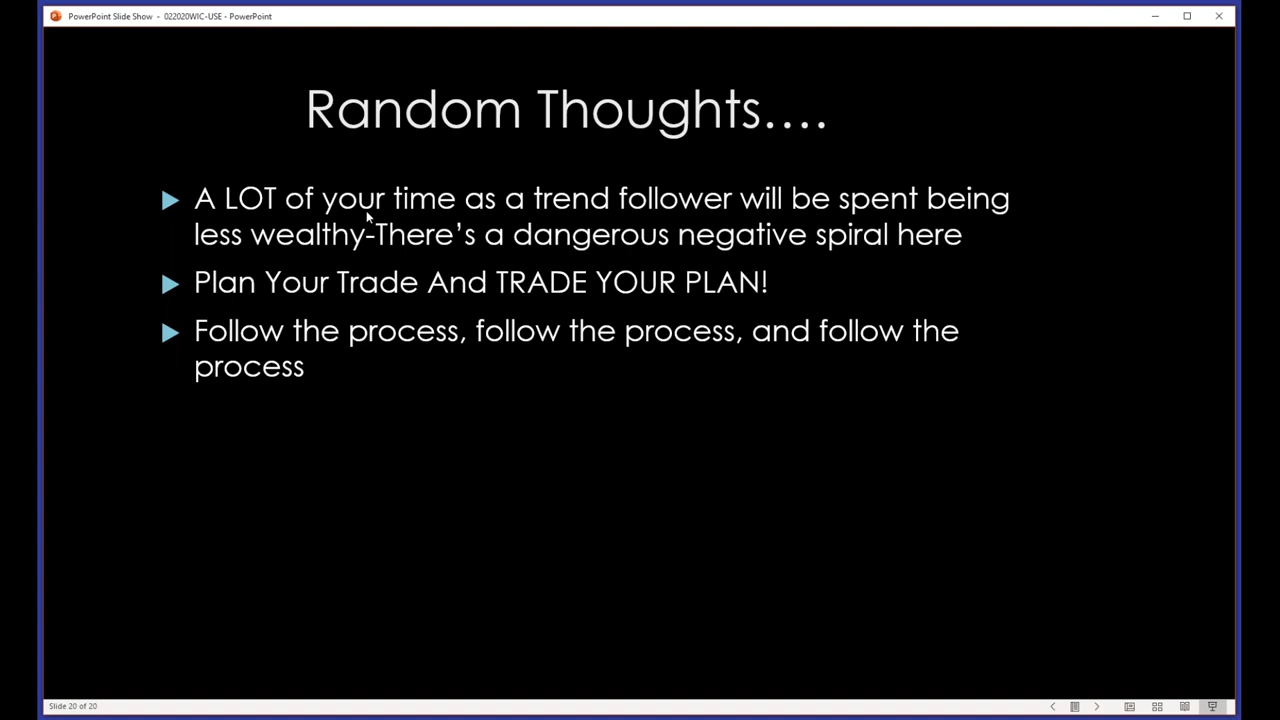 PowerPoint Slide Show - 022020WIC-USE - PowerPoint
Random Thoughts....
A LOT of your time as a trend follower will be spent being
less wealthy-There's a dangerous negative spiral here
Plan Your Trade And TRADE YOUR PLAN!
Follow the process, follow the process, and follow the
process
Slide 20 of 20